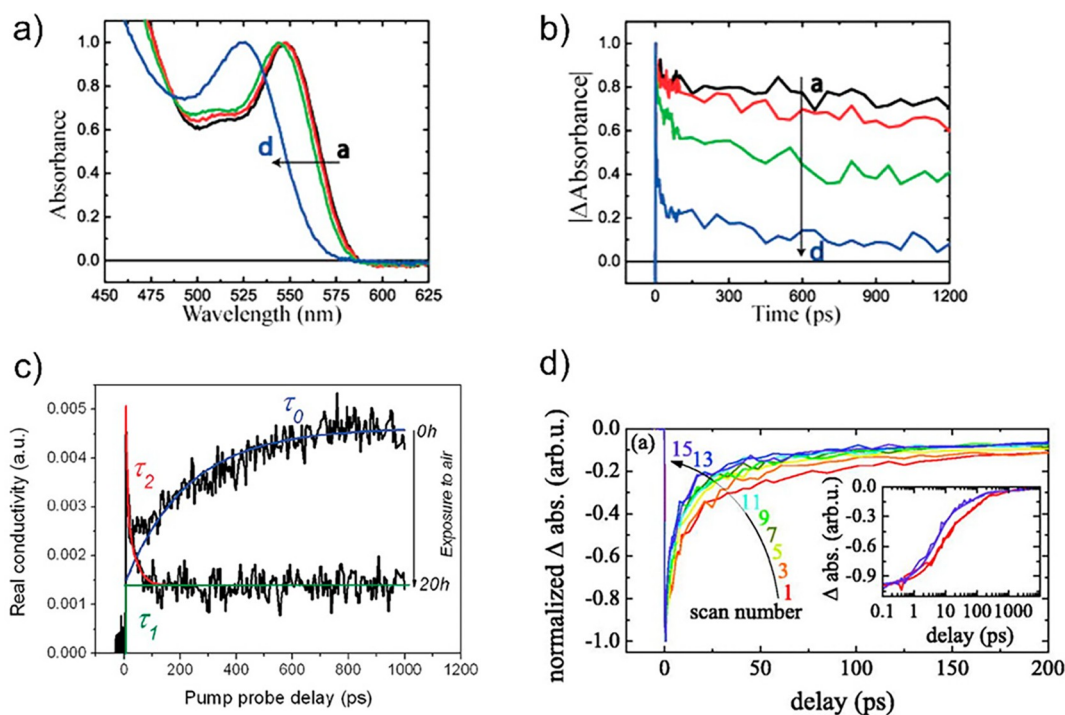 a)
1.0
0.8
0.6
0.4
0.2
0.0
Absorbance
d
a
450 475 500 525 550 575 600 625
Wavelength (nm)
b)
1.0
0.8
0.6
0.4
0.2
0.0
|ΔAbsorbance|
a
d
0 300 600 900 1200
Time (ps)
c)
0.005
0.004
0.003
0.002
0.001
0.000
Real conductivity (a.u.)
τ0
τ2
τ1
0h
Exposure to air
20h
0 200 400 600 800 1000 1200
Pump probe delay (ps)
d)
(a)
0.0
-0.2
-0.4
-0.6
-0.8
-1.0
normalized Δ abs. (arb.u.)
15
13
11
9
7
5
3
1
scan number
0.0
-0.3
-0.6
-0.9
Δ abs. (arb.u.)
0.1 1 10 100 1000
delay (ps)
0 25 50 75 100 125 150 175 200
delay (ps)